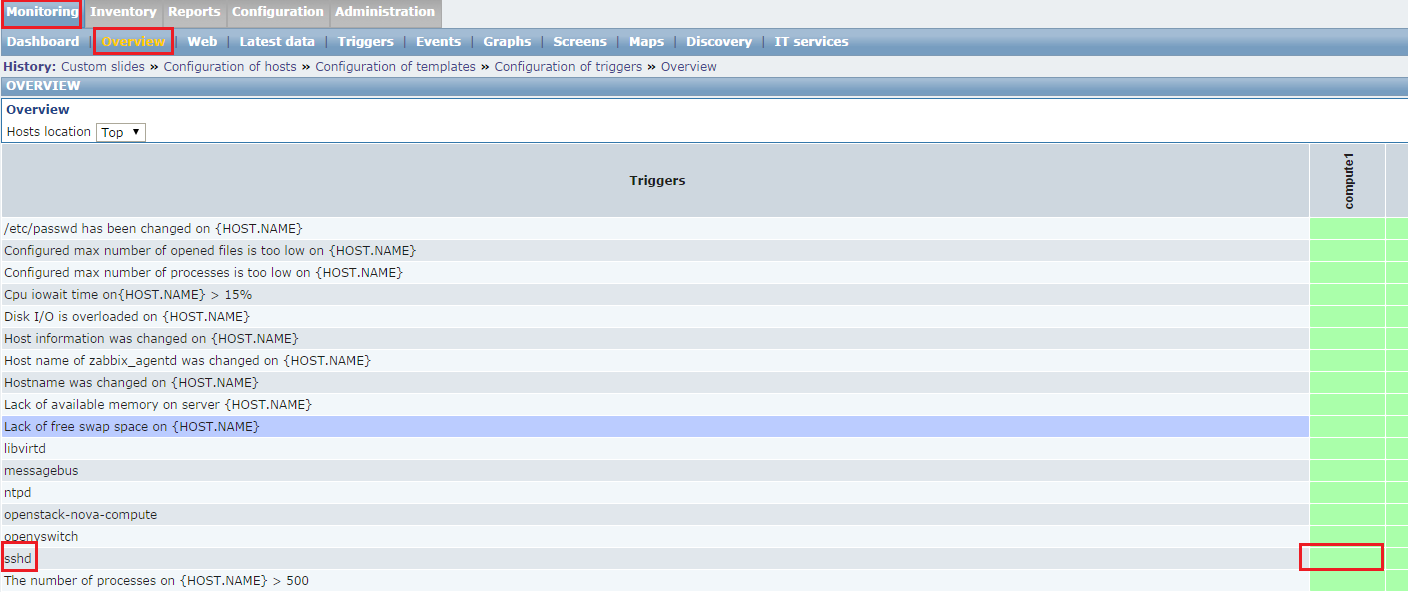 Monitoring Inventory Reports Configuration Administration
Dashboard | Overview | Web | Latest data | Triggers | Events | Graphs | Screens | Maps | Discovery | IT services
History: Custom slides » Configuration of hosts » Configuration of templates » Configuration of triggers » Overview
OVERVIEW
Overview
Hosts location Top ▼
Triggers compute1
/etc/passwd has been changed on {HOST.NAME}
Configured max number of opened files is too low on {HOST.NAME}
Configured max number of processes is too low on {HOST.NAME}
Cpu iowait time on{HOST.NAME} > 15%
Disk I/O is overloaded on {HOST.NAME}
Host information was changed on {HOST.NAME}
Host name of zabbix_agentd was changed on {HOST.NAME}
Hostname was changed on {HOST.NAME}
Lack of available memory on server {HOST.NAME}
Lack of free swap space on {HOST.NAME}
libvirtd
messagebus
ntpd
openstack-nova-compute
openvswitch
sshd
The number of processes on {HOST.NAME} > 500